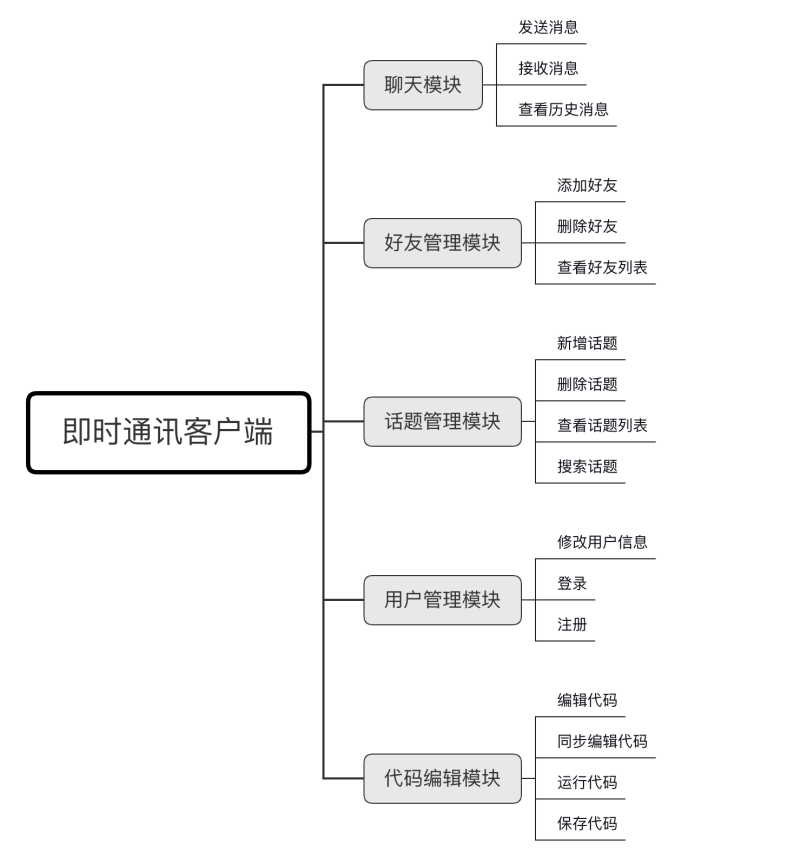 即时通讯客户端
聊天模块
发送消息
接收消息
查看历史消息
好友管理模块
添加好友
删除好友
查看好友列表
话题管理模块
新增话题
删除话题
查看话题列表
搜索话题
用户管理模块
修改用户信息
登录
注册
代码编辑模块
编辑代码
同步编辑代码
运行代码
保存代码